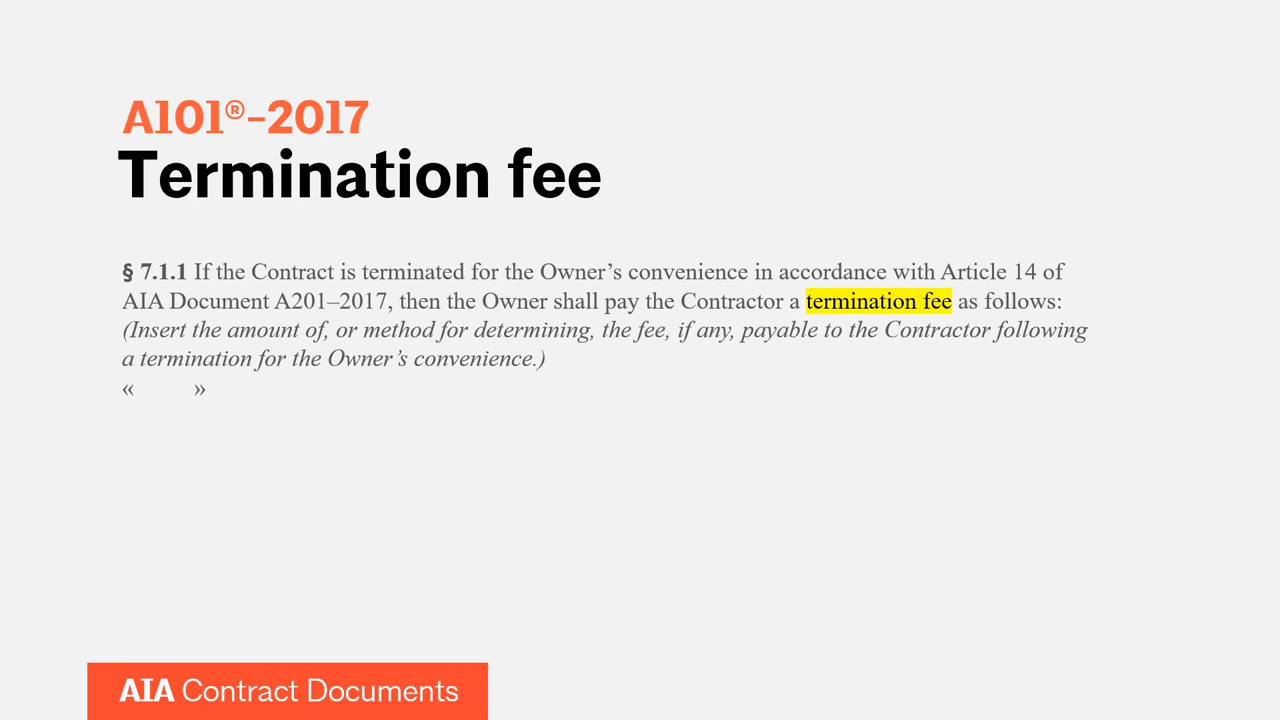 A101®–2017
Termination fee
§ 7.1.1 If the Contract is terminated for the Owner’s convenience in accordance with Article 14 of
AIA Document A201–2017, then the Owner shall pay the Contractor a termination fee as follows:
(Insert the amount of, or method for determining, the fee, if any, payable to the Contractor following
a termination for the Owner’s convenience.)
« »
AIA Contract Documents